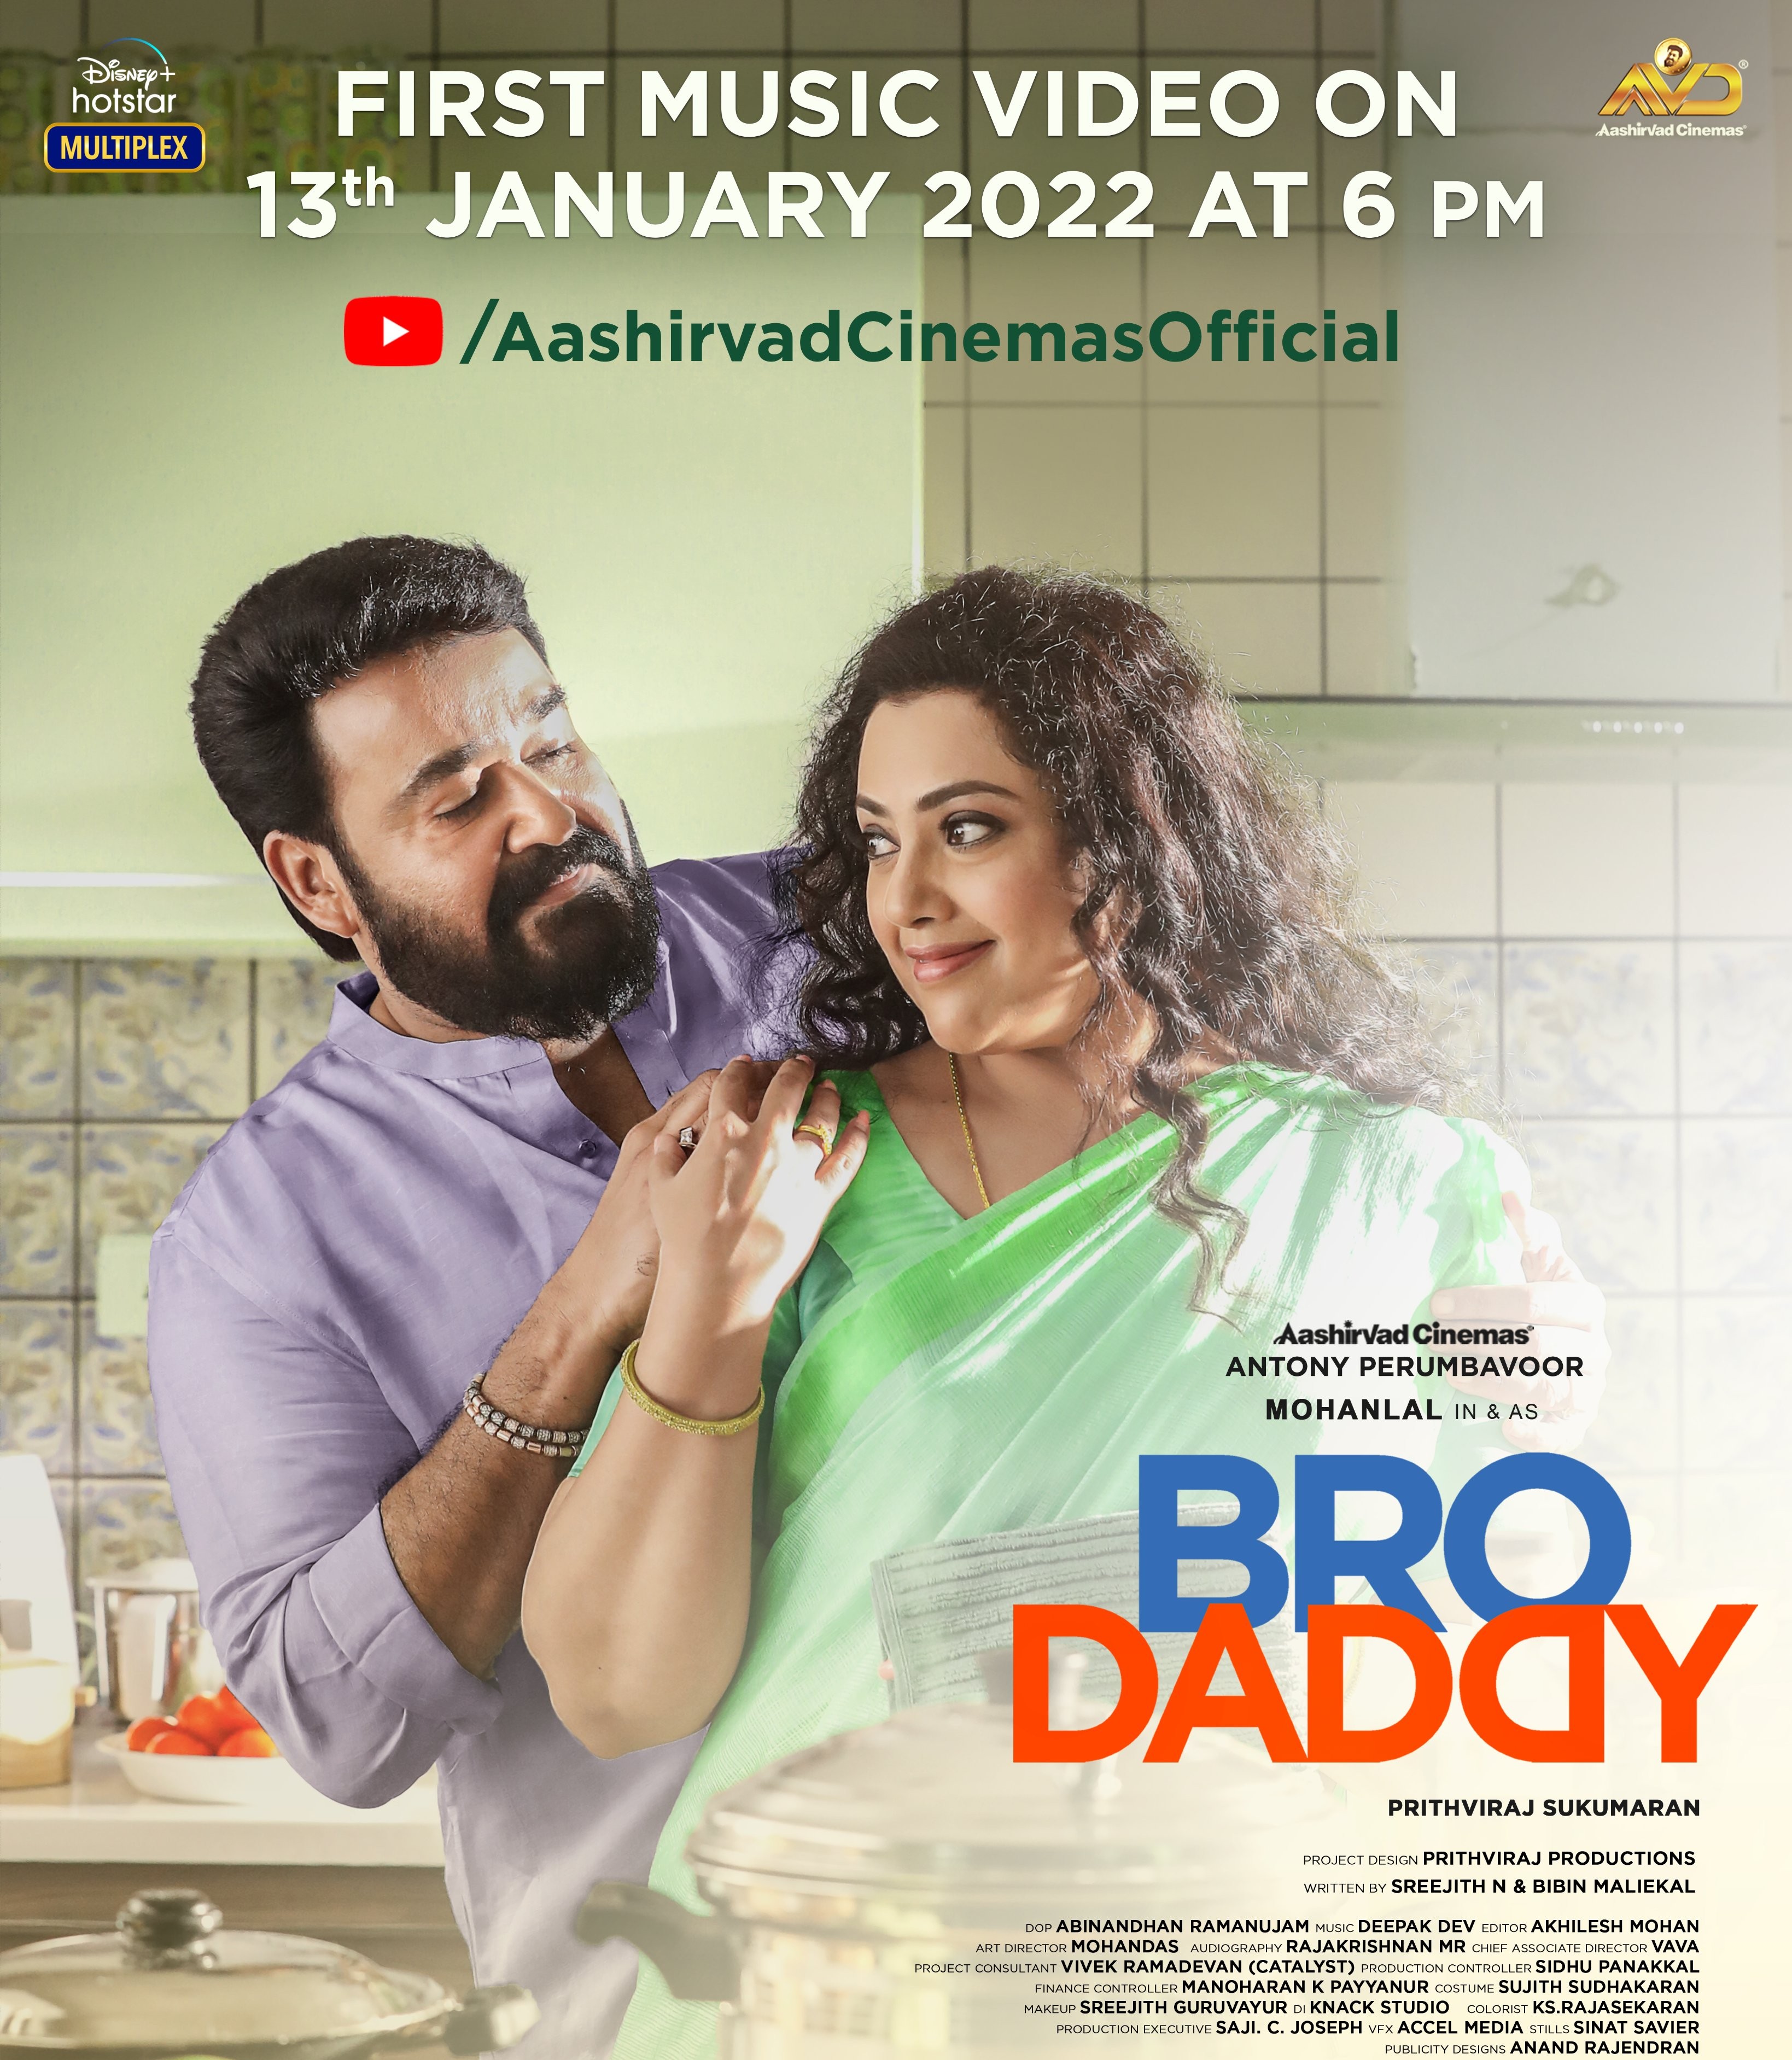 Disney+
hotstar
MULTIPLEX
AVD®
AashirVad Cinemas®
FIRST MUSIC VIDEO ON
13th JANUARY 2022 AT 6 PM
/AashirvadCinemasOfficial
AashirVad Cinemas®
ANTONY PERUMBAVOOR
MOHANLAL IN & AS
BRO
DADDY
PRITHVIRAJ SUKUMARAN
PROJECT DESIGN PRITHVIRAJ PRODUCTIONS
WRITTEN BY SREEJITH N & BIBIN MALIEKAL
DOP ABINANDHAN RAMANUJAM MUSIC DEEPAK DEV EDITOR AKHILESH MOHAN
ART DIRECTOR MOHANDAS AUDIOGRAPHY RAJAKRISHNAN MR CHIEF ASSOCIATE DIRECTOR VAVA
PROJECT CONSULTANT VIVEK RAMADEVAN (CATALYST) PRODUCTION CONTROLLER SIDHU PANAKKAL
FINANCE CONTROLLER MANOHARAN K PAYYANUR COSTUME SUJITH SUDHAKARAN
MAKEUP SREEJITH GURUVAYUR DI KNACK STUDIO COLORIST KS.RAJASEKARAN
PRODUCTION EXECUTIVE SAJI. C. JOSEPH VFX ACCEL MEDIA STILLS SINAT SAVIER
PUBLICITY DESIGNS ANAND RAJENDRAN